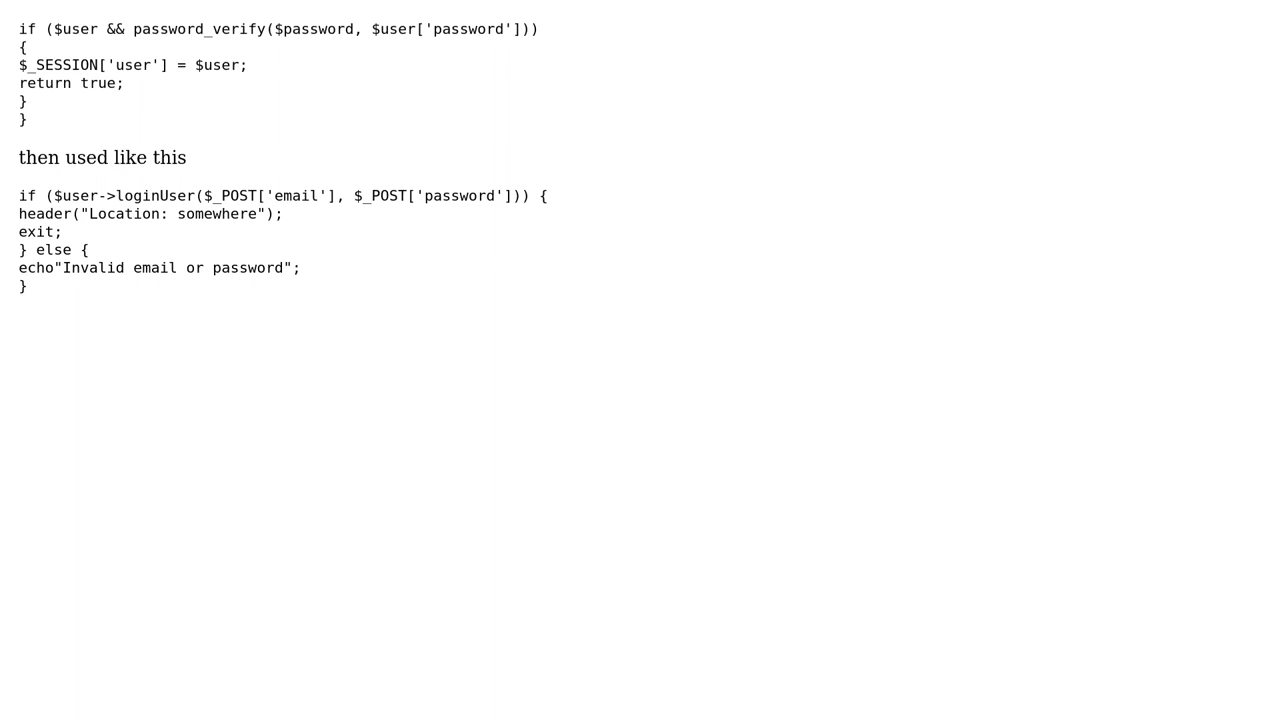 if ($user && password_verify($password, $user['password']))
{
$_SESSION['user'] = $user;
return true;
}
}
then used like this
if ($user->loginUser($_POST['email'], $_POST['password'])) {
header("Location: somewhere");
exit;
} else {
echo"Invalid email or password";
}